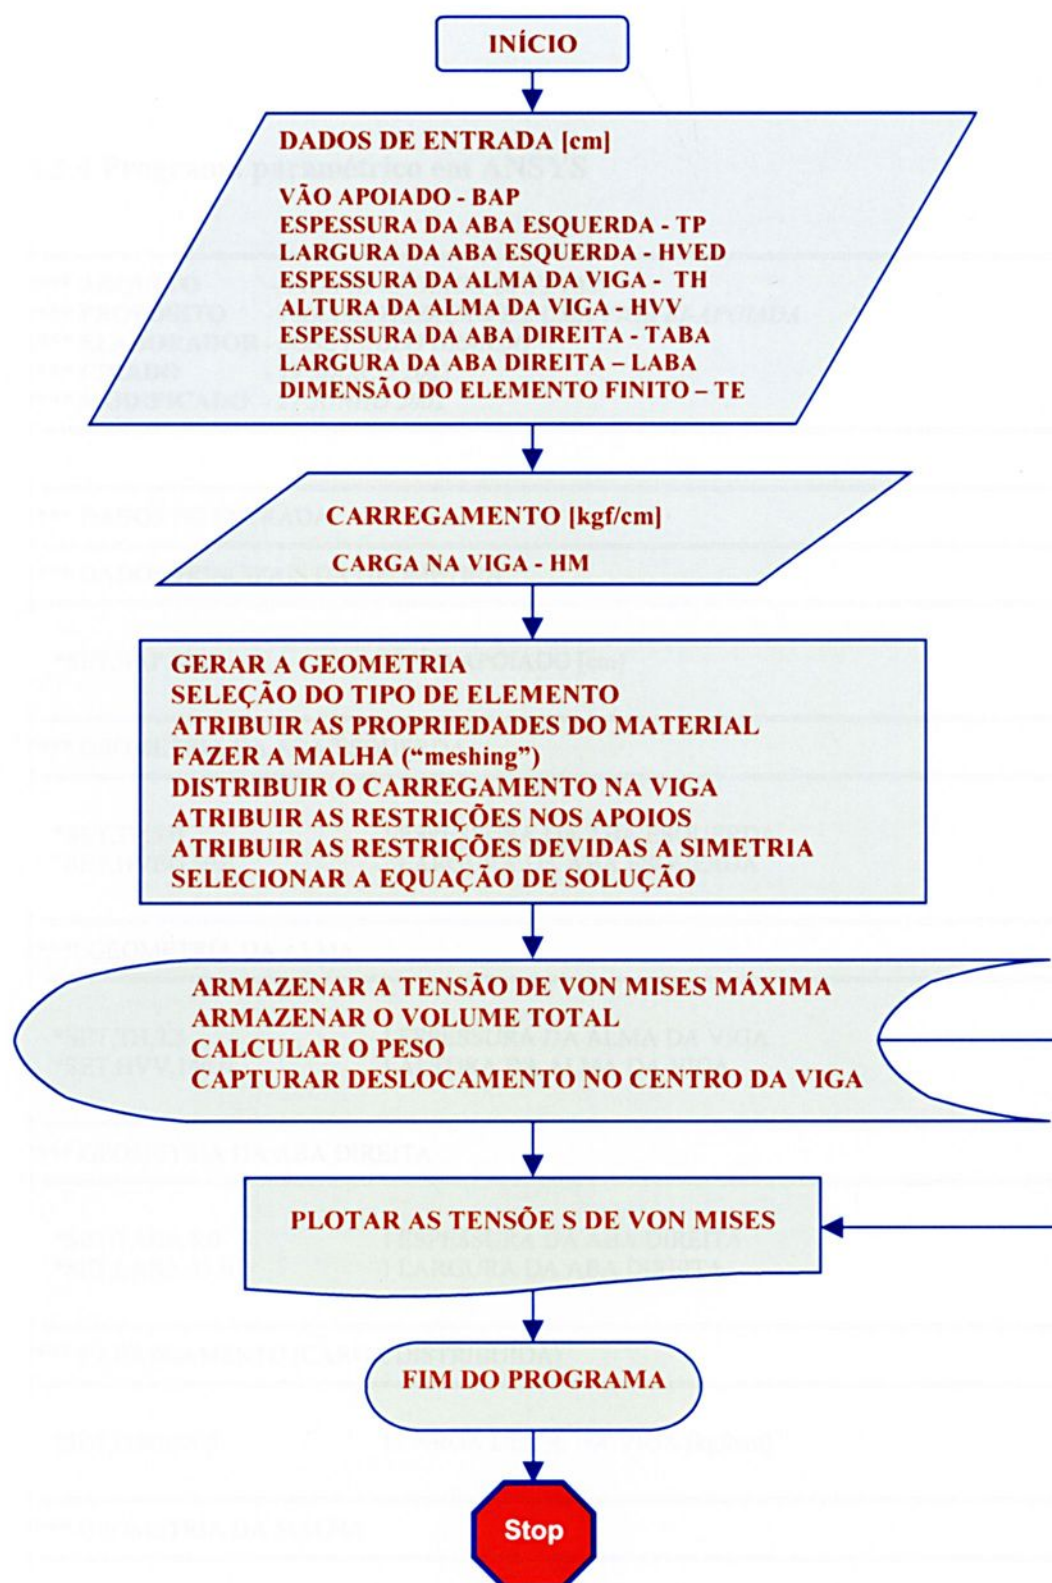 INÍCIO
DADOS DE ENTRADA [cm]
VÃO APOIADO - BAP
ESPESSURA DA ABA ESQUERDA - TP
LARGURA DA ABA ESQUERDA - HVED
ESPESSURA DA ALMA DA VIGA - TH
ALTURA DA ALMA DA VIGA - HVV
ESPESSURA DA ABA DIREITA - TABA
LARGURA DA ABA DIREITA – LABA
DIMENSÃO DO ELEMENTO FINITO – TE
CARREGAMENTO [kgf/cm]
CARGA NA VIGA - HM
GERAR A GEOMETRIA
SELEÇÃO DO TIPO DE ELEMENTO
ATRIBUIR AS PROPRIEDADES DO MATERIAL
FAZER A MALHA (“meshing”)
DISTRIBUIR O CARREGAMENTO NA VIGA
ATRIBUIR AS RESTRIÇÕES NOS APOIOS
ATRIBUIR AS RESTRIÇÕES DEVIDAS A SIMETRIA
SELECIONAR A EQUAÇÃO DE SOLUÇÃO
ARMAZENAR A TENSÃO DE VON MISES MÁXIMA
ARMAZENAR O VOLUME TOTAL
CALCULAR O PESO
CAPTURAR DESLOCAMENTO NO CENTRO DA VIGA
PLOTAR AS TENSÕE S DE VON MISES
FIM DO PROGRAMA
Stop